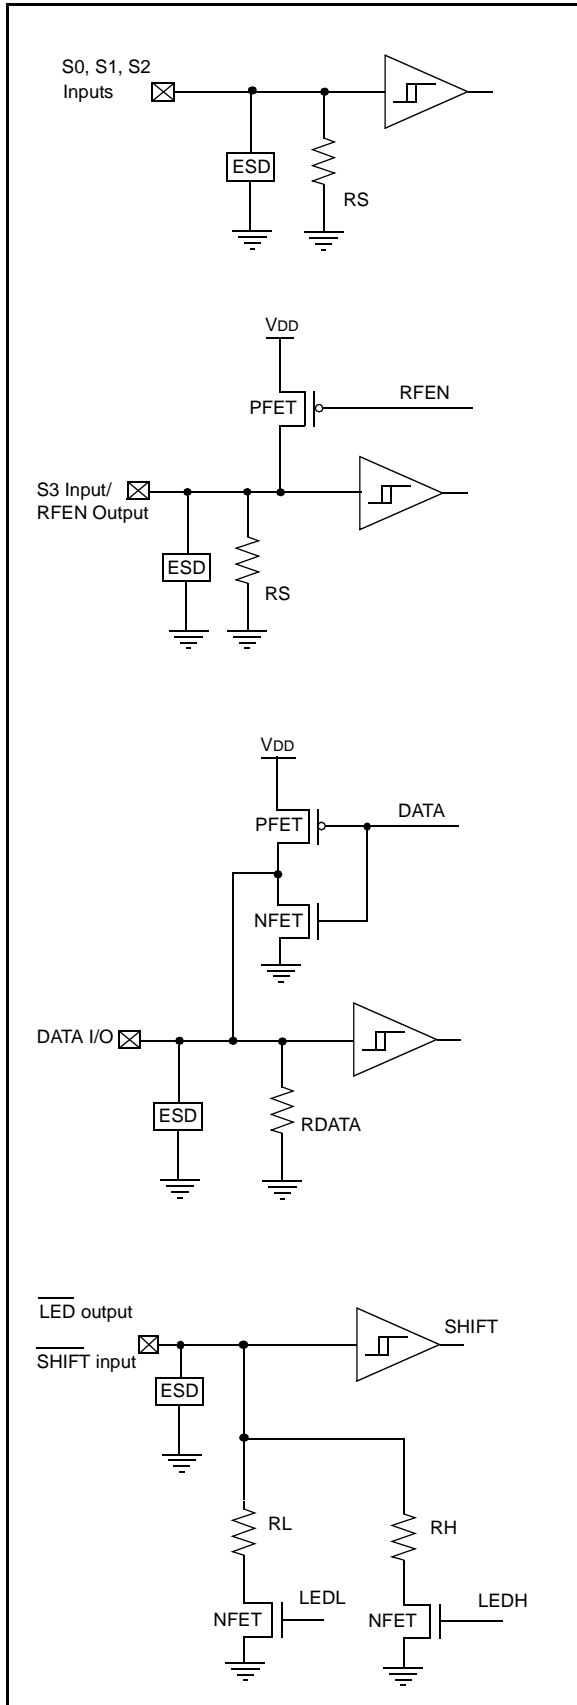 S0, S1, S2
Inputs
ESD
RS
VDD
PFET
RFEN
S3 Input/
RFEN Output
ESD
RS
VDD
PFET
DATA
NFET
DATA I/O
ESD
RDATA
LED output
SHIFT input
SHIFT
ESD
RL
RH
NFET
LEDL
NFET
LEDH